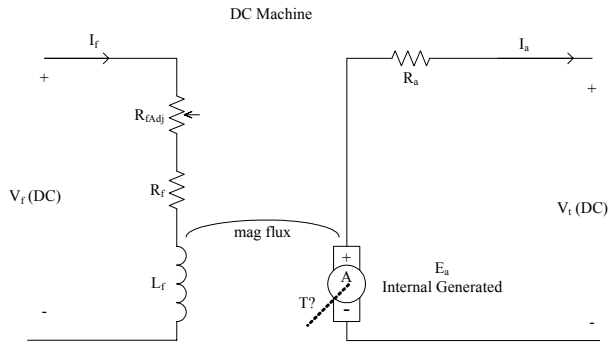 DC Machine
I_f
I_a
+
R_a
+
R_fAdj
R_f
V_f (DC)
V_t (DC)
mag flux
+
A
E_a
Internal Generated
L_f
T?
-
-
-